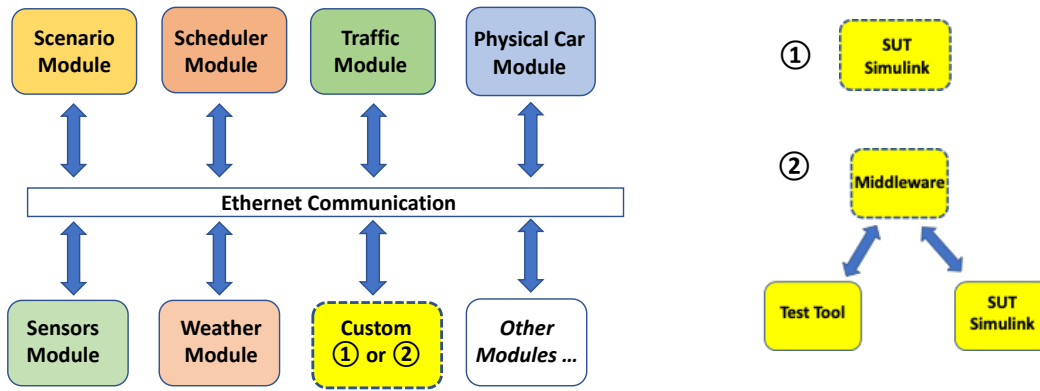 Scenario
Module
Scheduler
Module
Traffic
Module
Physical Car
Module
Ethernet Communication
Sensors
Module
Weather
Module
Custom
① or ②
Other
Modules ...
①
SUT
Simulink
②
Middleware
Test Tool
SUT
Simulink